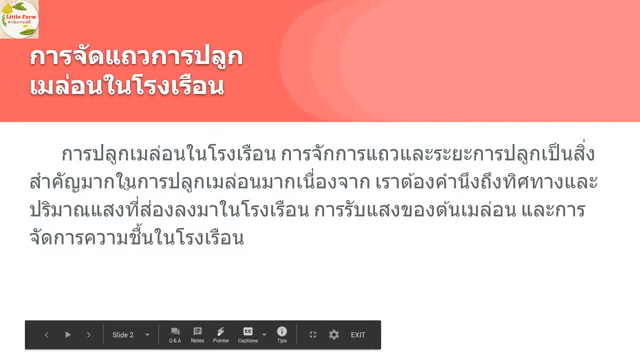 Little Farm
การจัดแถวการปลูก
เมล่อนในโรงเรือน
การปลูกเมล่อนในโรงเรือน การจักการแถวและระยะการปลูกเป็นสิ่ง
สำคัญมากในการปลูกเมล่อนมากเนื่องจาก เราต้องคำนึงถึงทิศทางและ
ปริมาณแสงที่ส่องลงมาในโรงเรือน การรับแสงของต้นเมล่อน และการ
จัดการความชื้นในโรงเรือน
Slide 2
Q & A
Notes
Pointer
Captions
Tips
EXIT